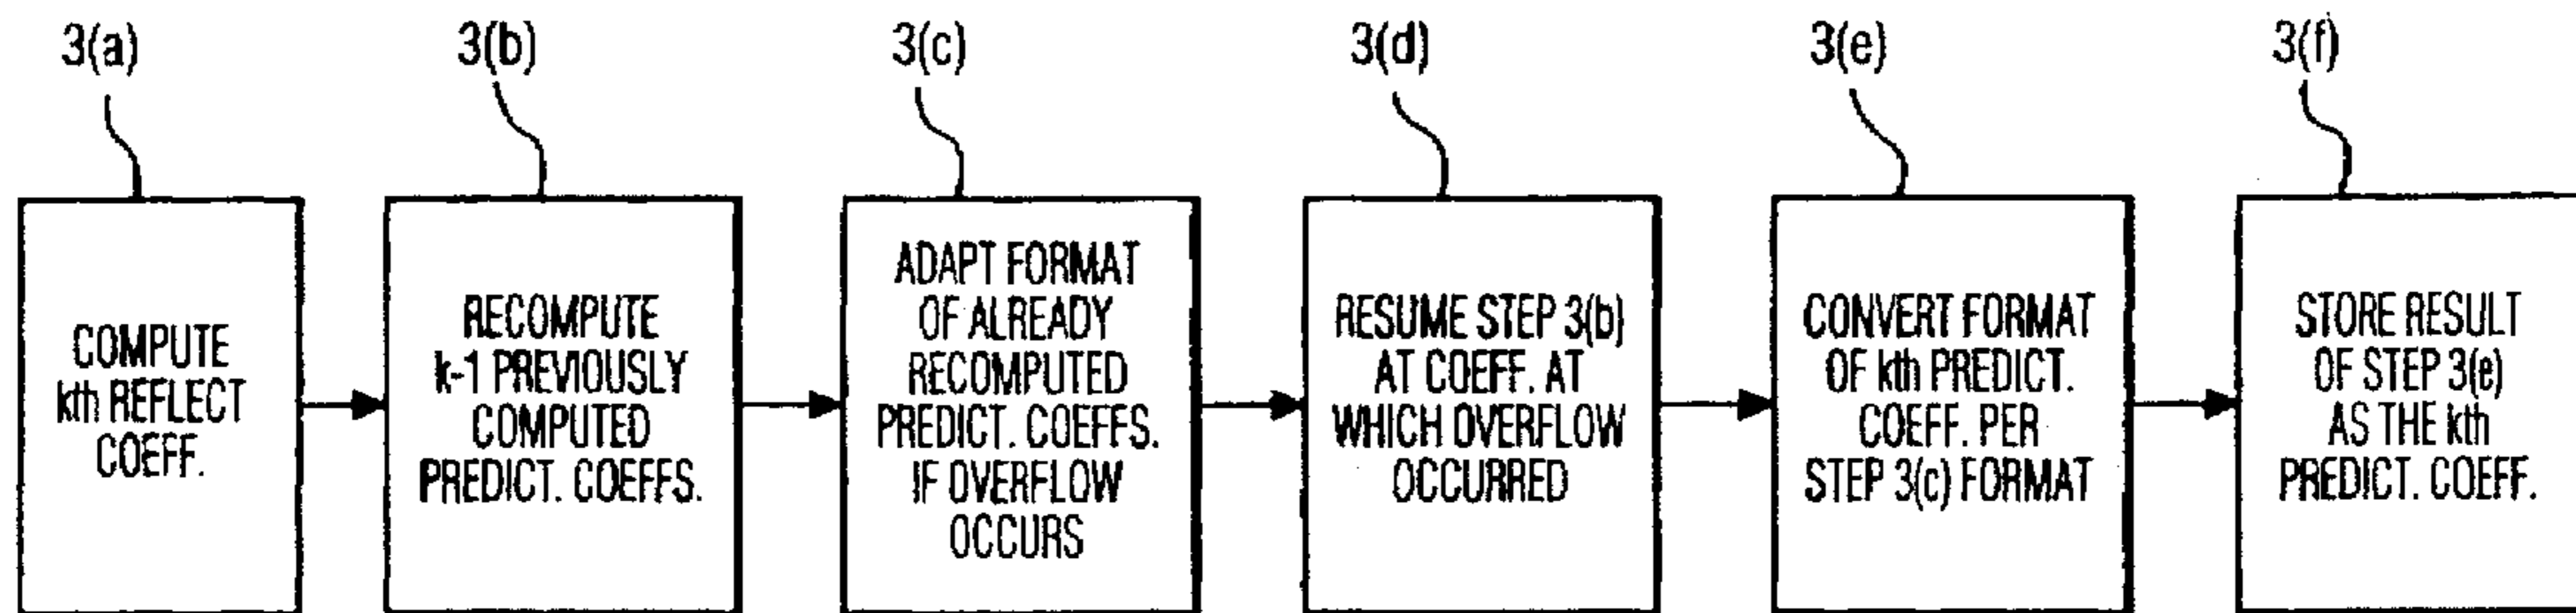 3(a)
3(b)
3(c)
3(d)
3(e)
3(f)
COMPUTE
kth REFLECT
COEFF.
RECOMPUTE
k-1 PREVIOUSLY
COMPUTED
PREDICT. COEFFS.
ADAPT FORMAT
OF ALREADY
RECOMPUTED
PREDICT. COEFFS.
IF OVERFLOW
OCCURS
RESUME STEP 3(b)
AT COEFF. AT
WHICH OVERFLOW
OCCURRED
CONVERT FORMAT
OF kth PREDICT.
COEFF. PER
STEP 3(c) FORMAT
STORE RESULT
OF STEP 3(e)
AS THE kth
PREDICT. COEFF.